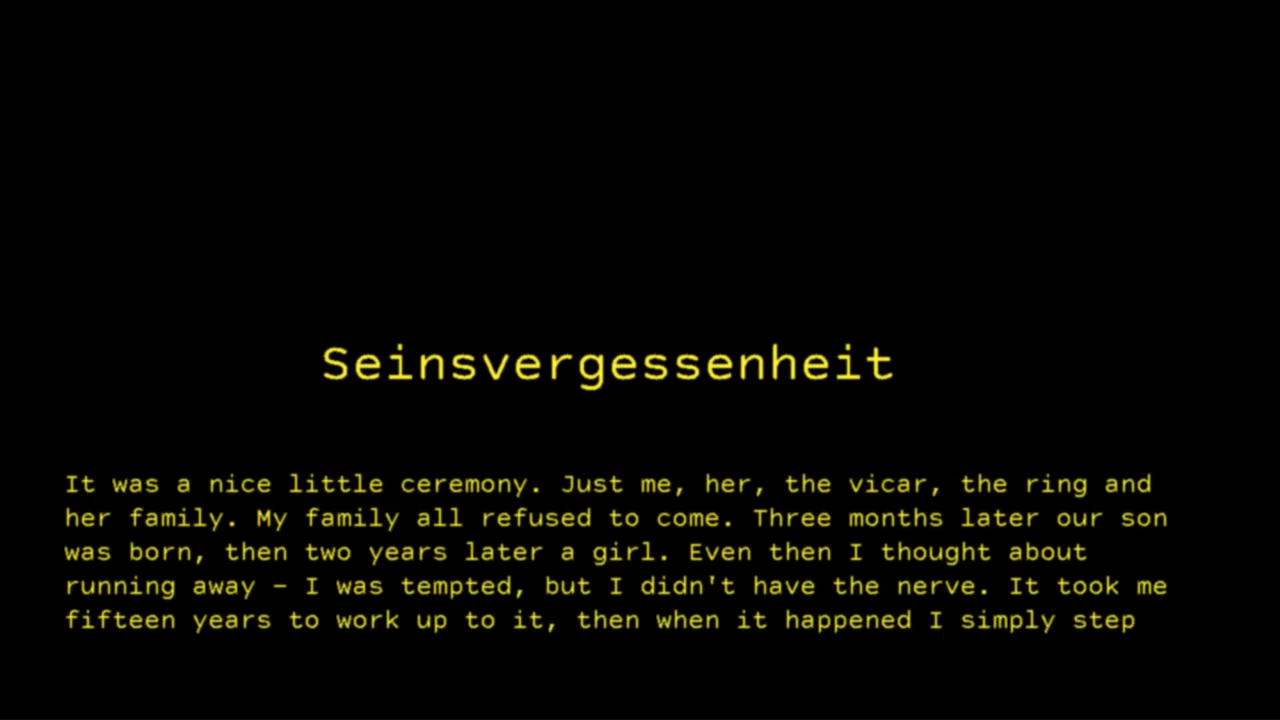 Seinsvergessenheit
It was a nice little ceremony. Just me, her, the vicar, the ring and
her family. My family all refused to come. Three months later our son
was born, then two years later a girl. Even then I thought about
running away – I was tempted, but I didn't have the nerve. It took me
fifteen years to work up to it, then when it happened I simply step